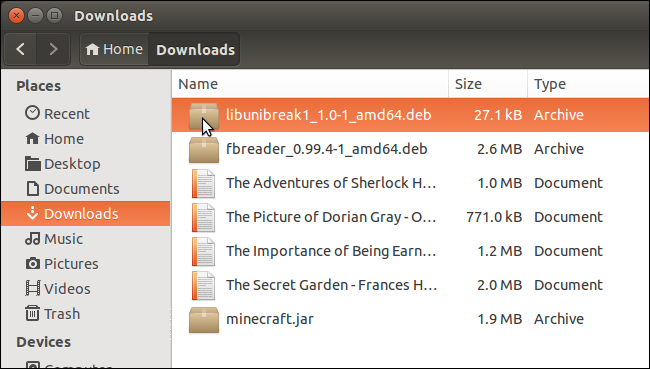 Downloads
Home Downloads
Places
Recent
Home
Desktop
Documents
Downloads
Music
Pictures
Videos
Trash
Devices
Computer
Name Size Type
libunibreak1_1.0-1_amd64.deb 27.1 kB Archive
fbreader_0.99.4-1_amd64.deb 2.6 MB Archive
The Adventures of Sherlock H... 1.0 MB Document
The Picture of Dorian Gray - O... 771.0 kB Document
The Importance of Being Earn... 1.2 MB Document
The Secret Garden - Frances H... 2.0 MB Document
minecraft.jar 1.9 MB Archive